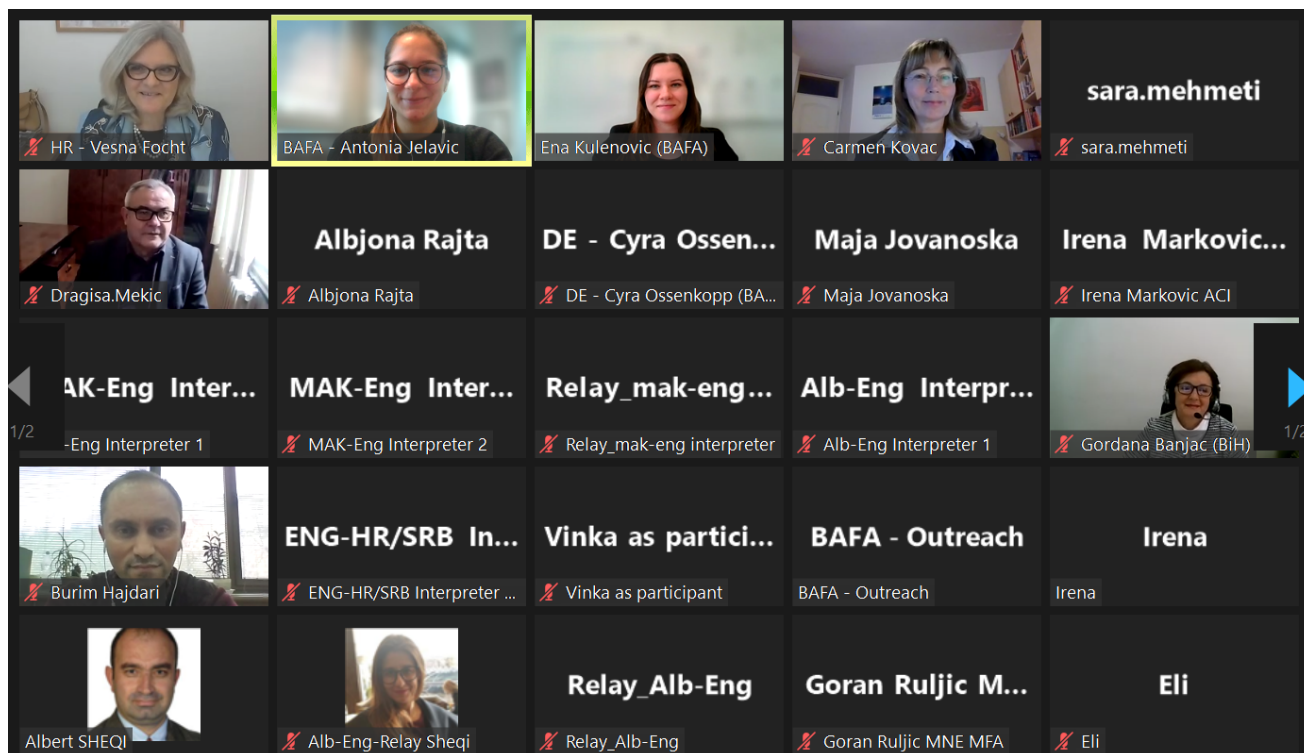 HR - Vesna Focht
BAFA - Antonia Jelavic
Ena Kulenovic (BAFA)
Carmen Kovac
sara.mehmeti
sara.mehmeti
Dragisa.Mekic
Albjona Rajta
Albjona Rajta
DE - Cyra Ossen...
DE - Cyra Ossenkopp (BA...
Maja Jovanoska
Maja Jovanoska
Irena Markovic...
Irena Markovic ACI
AK-Eng Inter...
-Eng Interpreter 1
1/2
MAK-Eng Inter...
MAK-Eng Interpreter 2
Relay_mak-eng...
Relay_mak-eng interpreter
Alb-Eng Interpr...
Alb-Eng Interpreter 1
Gordana Banjac (BiH)
1/2
Burim Hajdari
ENG-HR/SRB In...
ENG-HR/SRB Interpreter ...
Vinka as partici...
Vinka as participant
BAFA - Outreach
BAFA - Outreach
Irena
Irena
Albert SHEQI
Alb-Eng-Relay Sheqi
Relay_Alb-Eng
Relay_Alb-Eng
Goran Ruljic M...
Goran Ruljic MNE MFA
Eli
Eli